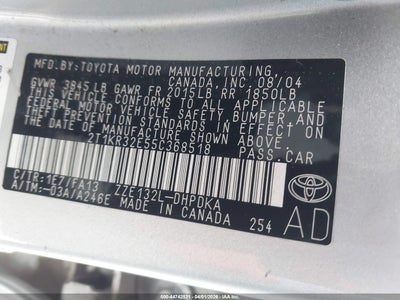 MFD.BY:TOYOTA MOTOR MANUFACTURING,
CANADA,INC. 08/04
GVWR 3845LB GAWR FR 2015LB RR 1850LB
THIS VEHICLE CONFORMS TO ALL APPLICABLE
FEDERAL MOTOR VEHICLE SAFETY, BUMPER, AND
THEFT PREVENTION STANDARDS IN EFFECT ON
THE DATE OF MANUFACTURE SHOWN ABOVE.
2T1KR32E55C368518 PASS.CAR
C/TR:1E7/FA13 ZZE132L-DHPDKA
A/TM:-03A/A246E MADE IN CANADA 254
TOYOTA
AD